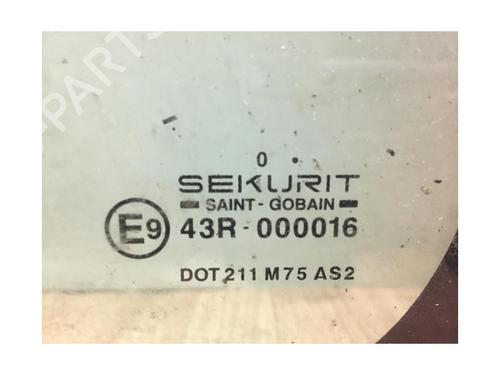 0
SEKURIT
SAINT-GOBAIN
E9 43R-000016
DOT 211 M75 AS2